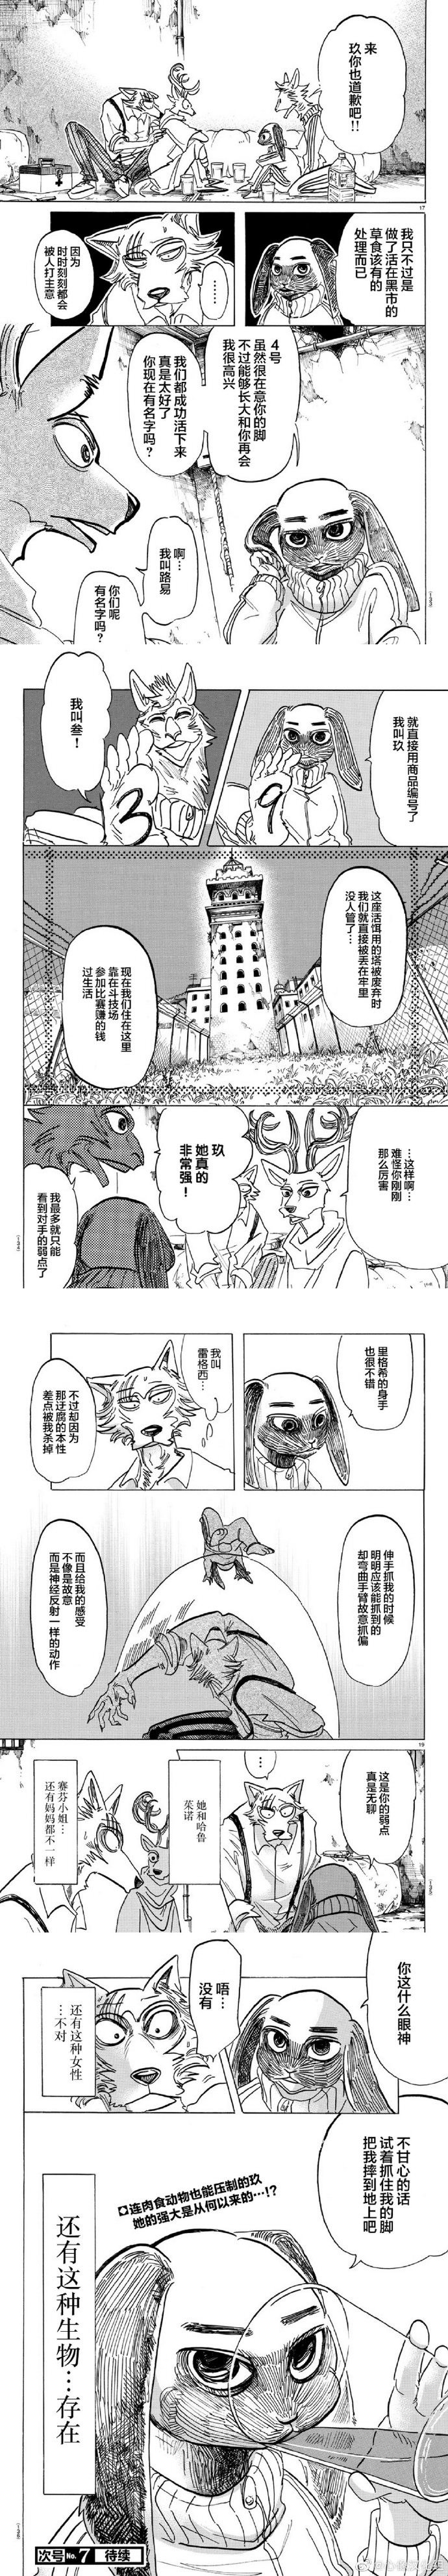 来
玖你也道歉吧!!
17
我只不过是
做了活在黑市的
草食该有的
处理而已
因为
时时刻刻都会
被人打主意
4号
虽然很在意你的脚
不过能够长大和你再会
我很高兴
我们都成功活下来
真是太好了
你现在有名字吗?
啊…
我叫路易
你们呢
有名字吗?
就直接用商品编号了
我叫玖
9
我叫叁!
3
这座活饵用的塔被废弃时
我们就直接被丢在牢里
没人管了…
现在我们住在这里
靠在斗技场
参加比赛赚的钱
过生活
…这样啊…
难怪你刚刚
那么厉害
玖
她真的
非常强!
我最多就只能
看到对手的弱点了
里格希的身手
也很不错
我叫
雷格西…
不过却因为
那迂腐的本性
差点被我杀掉
伸手抓我的时候
明明应该能抓到的
却弯曲手臂故意抓偏
而且给我的感受
不像是故意
而是神经反射一样的动作
19
这是你的弱点
真是无聊
…
她和哈鲁
茱诺
赛芬小姐…
还有妈妈都不一样
你这什么眼神
唔…
没有
还有这种女性
…不对
不甘心的话
试着抓住我的脚
把我摔到地上吧
连肉食动物也能压制的玖
她的强大是从何以来的…!?
还有这种生物…存在
次号No.7 待续